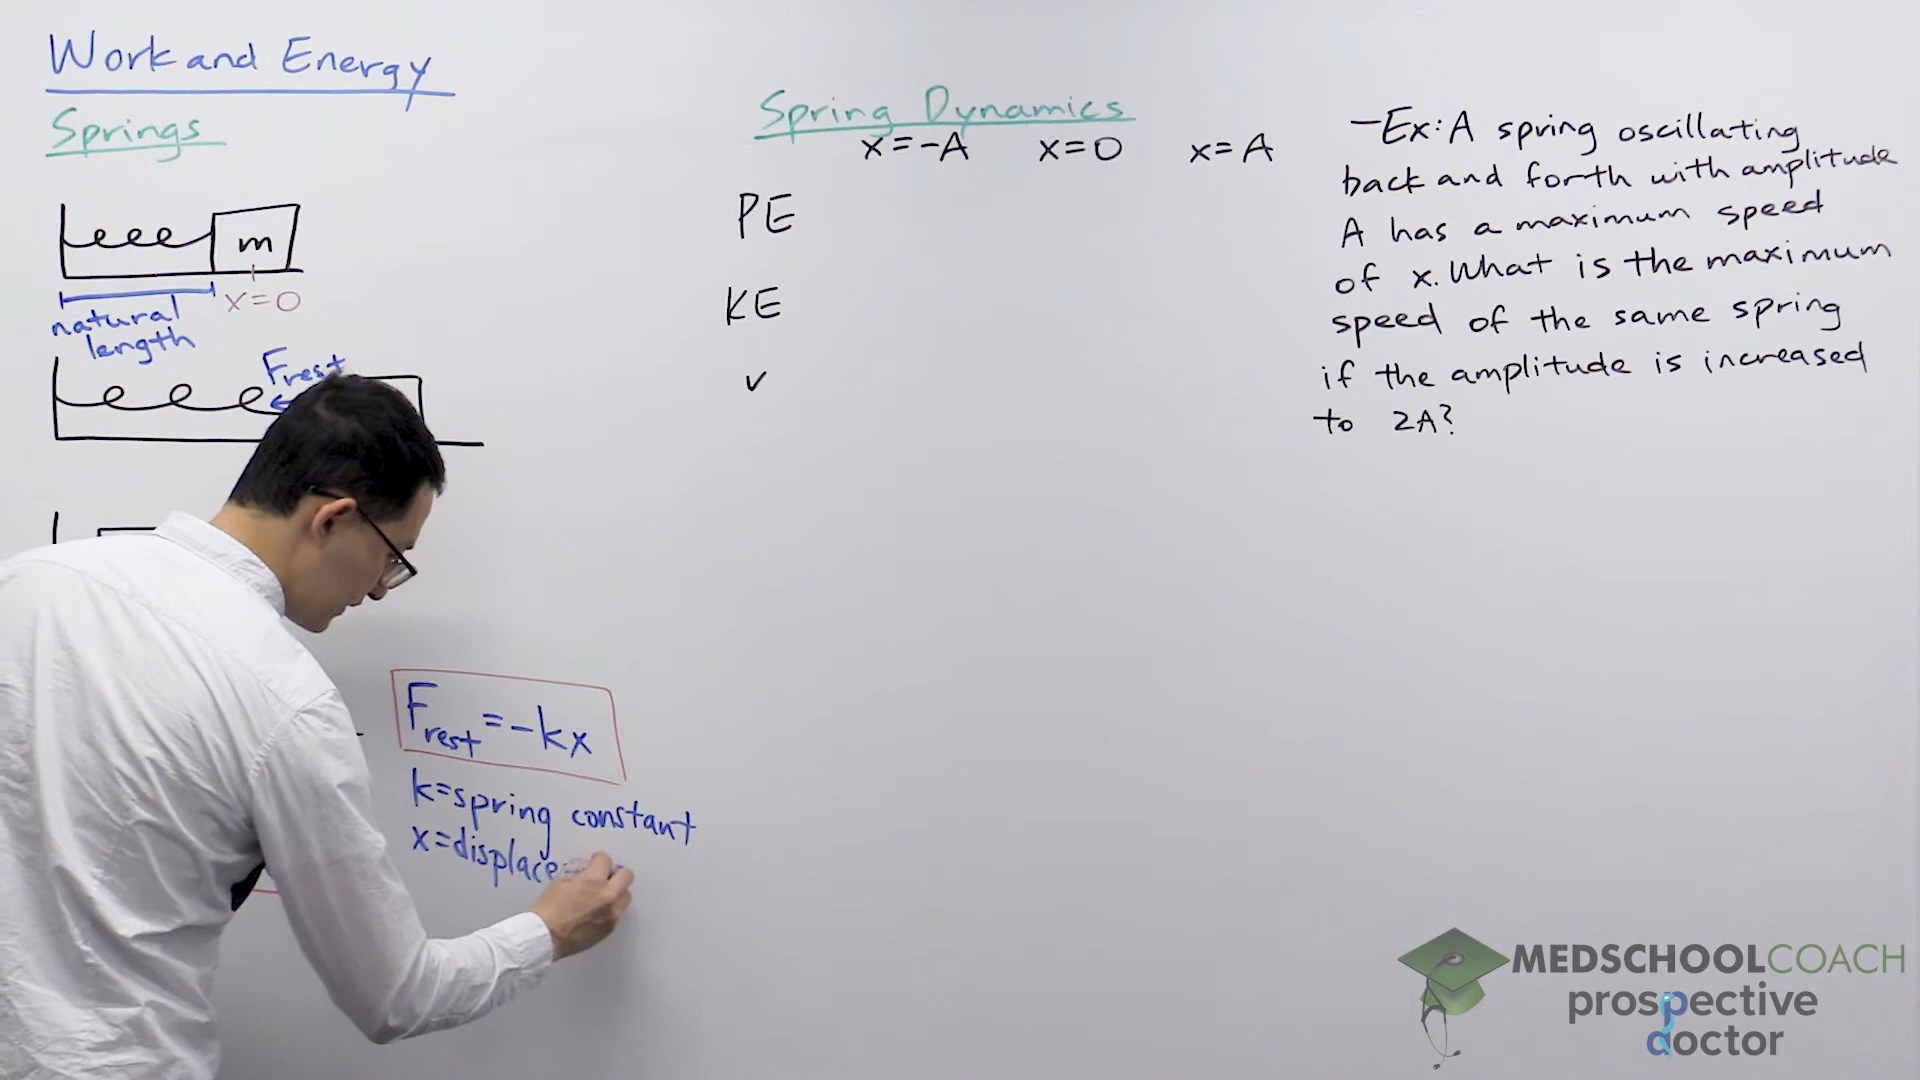 Work and Energy
Springs
m
x=0
natural
length
Frest
Frest = -kx
k=spring constant
x=displace
Spring Dynamics
x=-A x=0 x=A
PE
KE
v
-Ex: A spring oscillating
back and forth with amplitude
A has a maximum speed
of x. What is the maximum
speed of the same spring
if the amplitude is increased
to 2A?
MEDSCHOOLCOACH
prospective
doctor